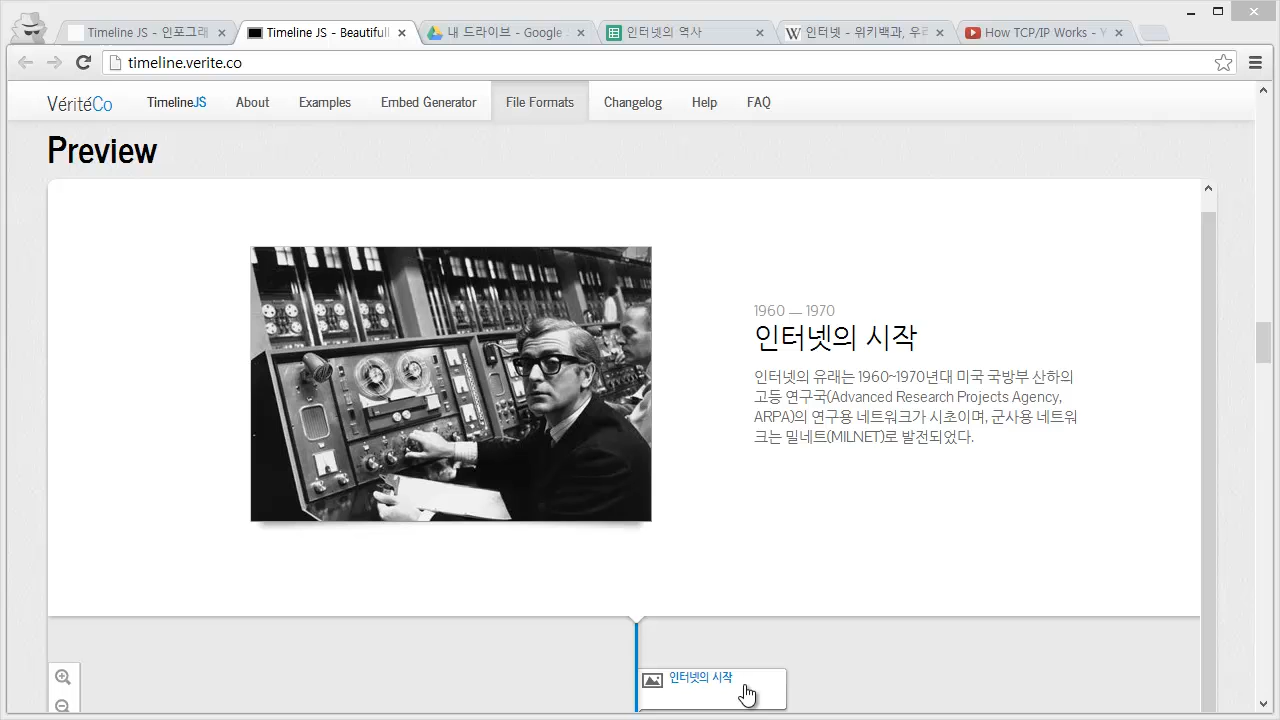 Timeline JS - 인포그래
Timeline JS - Beautifull
내 드라이브 - Google
인터넷의 역사
인터넷 - 위키백과, 우리
How TCP/IP Works - Y
timeline.verite.co
VéritéCo
TimelineJS
About
Examples
Embed Generator
File Formats
Changelog
Help
FAQ
Preview
1960 — 1970
인터넷의 시작
인터넷의 유래는 1960~1970년대 미국 국방부 산하의
고등 연구국(Advanced Research Projects Agency,
ARPA)의 연구용 네트워크가 시초이며, 군사용 네트워
크는 밀네트(MILNET)로 발전되었다.
인터넷의 시작